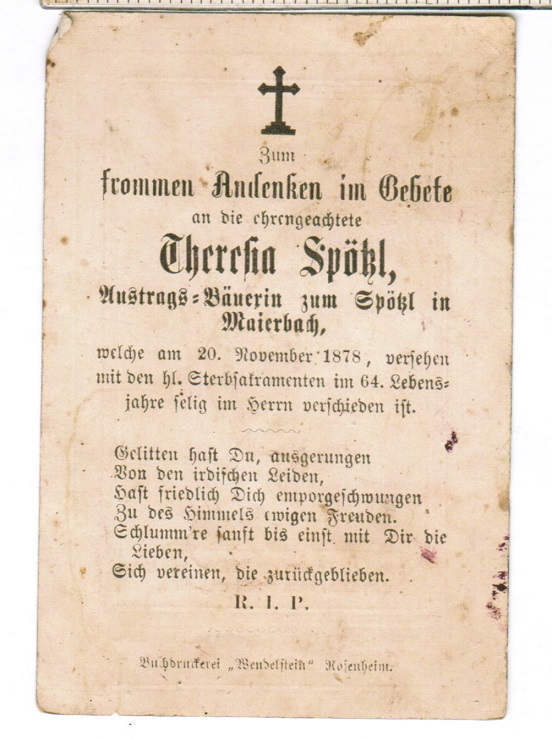 Zum
frommen Andenken im Gebete
an die ehrengeachtete
Theresia Spötzl,
Austrags-Bäuerin zum Spötzl in
Maierbach,
welche am 20. November 1878, versehen
mit den hl. Sterbsakramenten im 64. Lebens-
jahre selig im Herrn verschieden ist.
Gelitten hast Du, ausgerungen
Von den irdischen Leiden,
Hast friedlich Dich emporgeschwungen
Zu des Himmels ewigen Freuden.
Schlumm're sanft bis einst mit Dir die
Lieben,
Sich vereinen, die zurückgeblieben.
R. I. P.
Buchdruckerei „Wendelstein" Rosenheim.